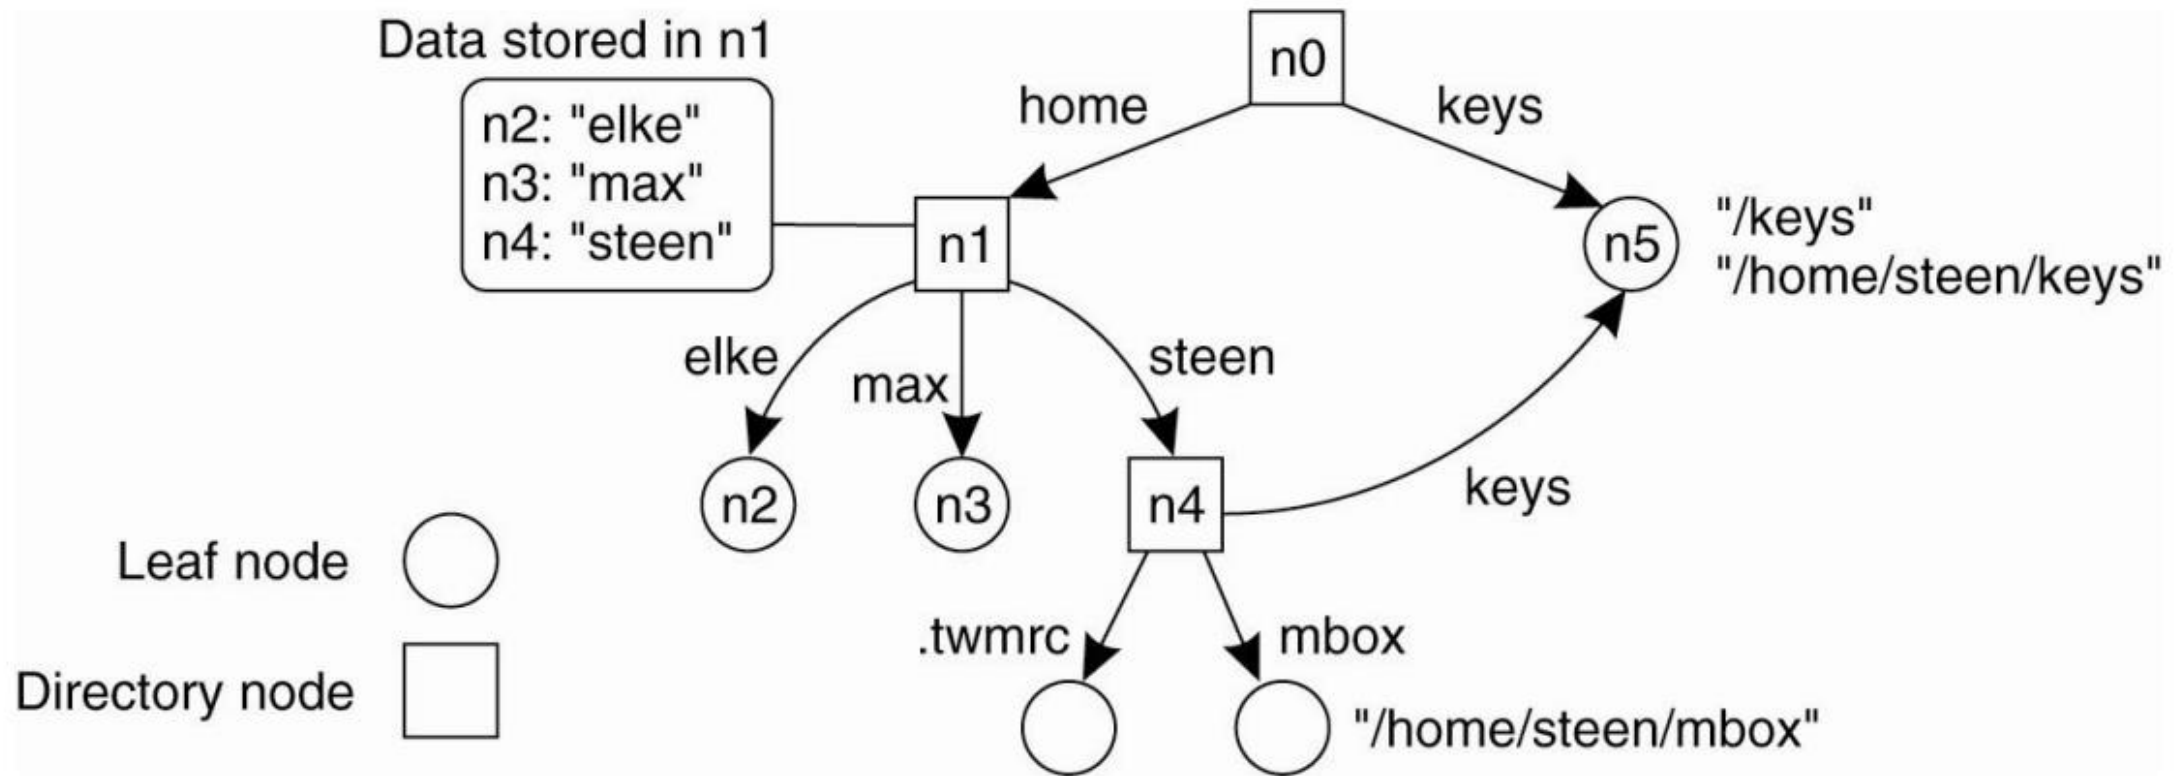 Data stored in n1
n2: "elke"
n3: "max"
n4: "steen"
n0
home
keys
n1
n5
"/keys"
"/home/steen/keys"
elke
max
steen
n2
n3
n4
keys
Leaf node
.twmrc
mbox
Directory node
"/home/steen/mbox"